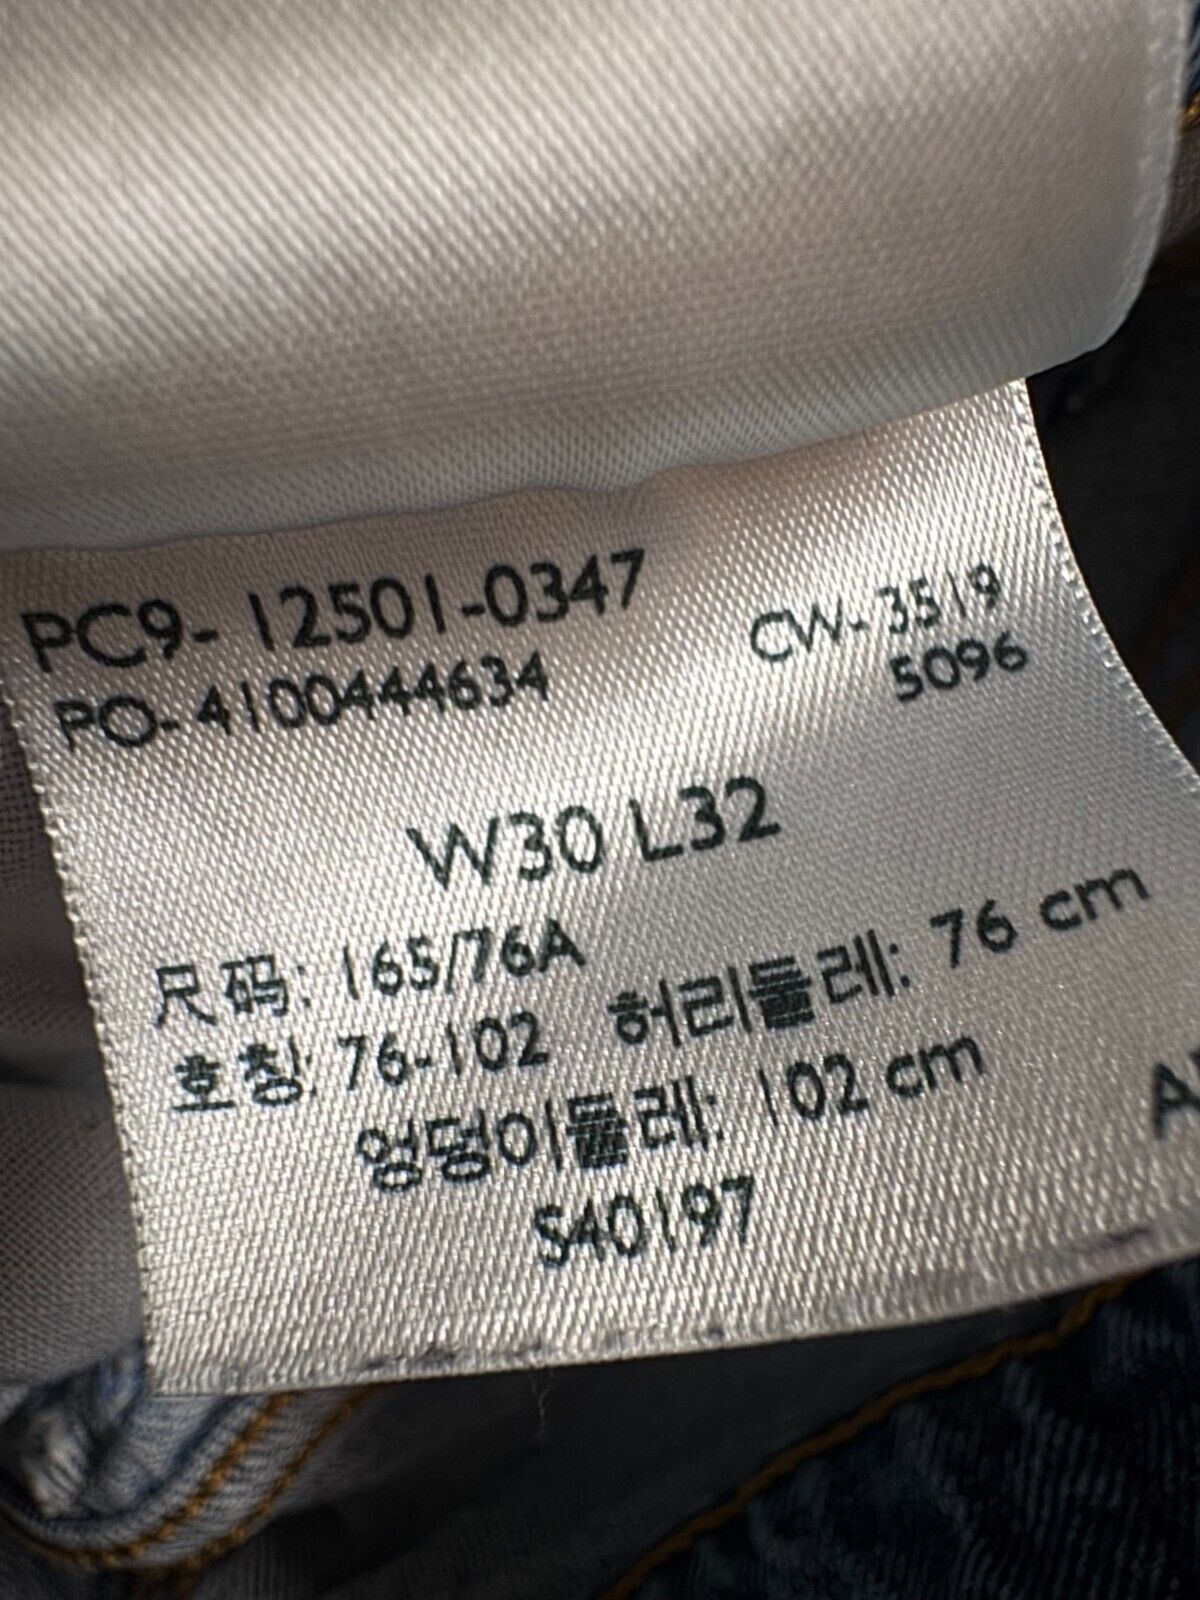 PC9- 12501-0347
PO- 4100444634
CW- 3519
5096
W30 L32
尺码: 165/76A
호칭: 76-102 허리둘레: 76 cm
엉덩이둘레: 102 cm
S40197